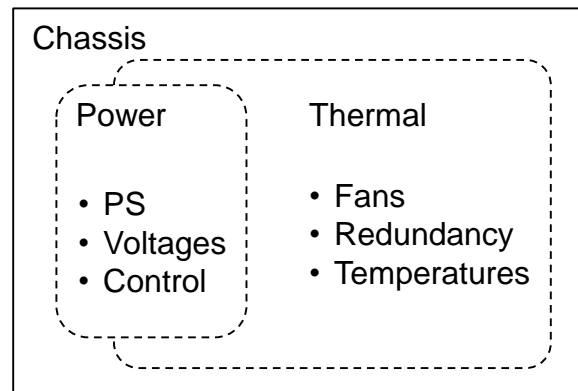 Chassis
Power
• PS
• Voltages
• Control
Thermal
• Fans
• Redundancy
• Temperatures